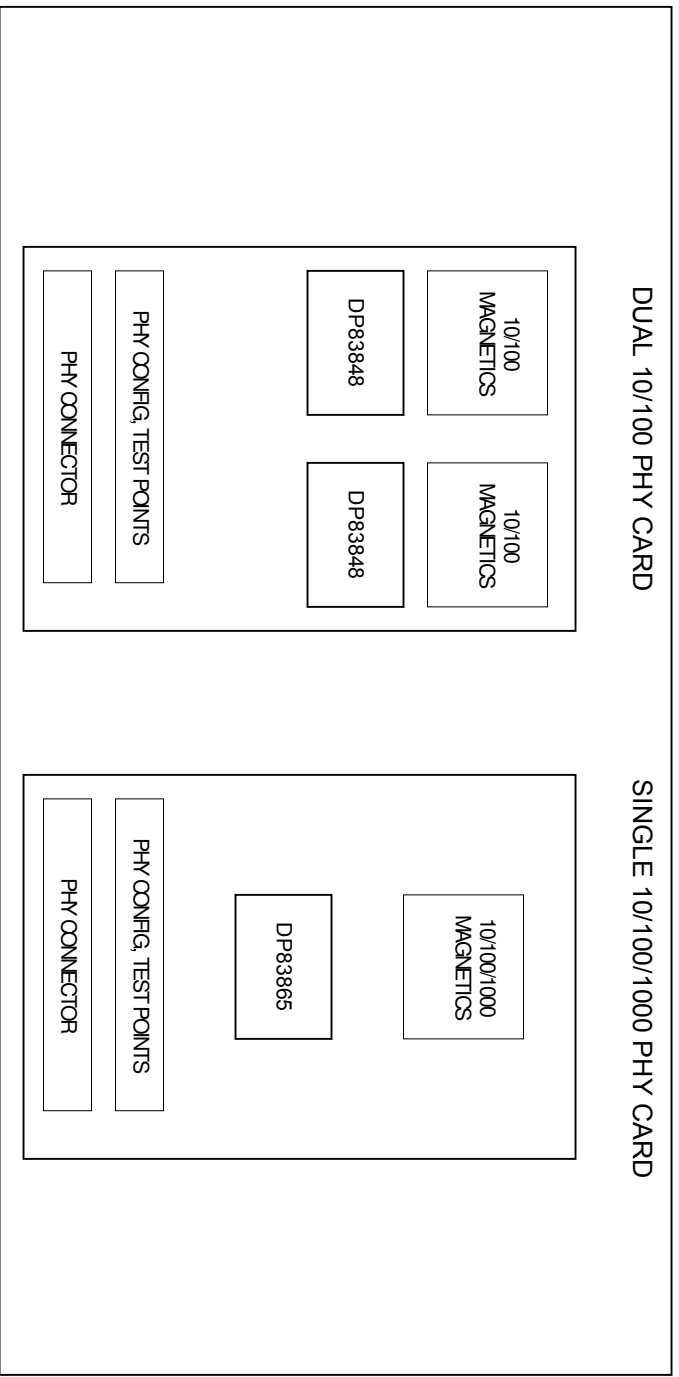 DUAL 10/100 PHY CARD
10/100
MAGNETICS
10/100
MAGNETICS
DP83848
DP83848
PHY CONFIG, TEST POINTS
PHY CONNECTOR
SINGLE 10/100/1000 PHY CARD
10/100/1000
MAGNETICS
DP83865
PHY CONFIG, TEST POINTS
PHY CONNECTOR